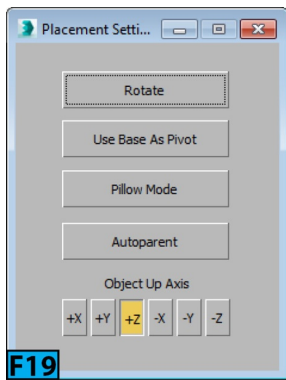 Placement Setti...
Rotate
Use Base As Pivot
Pillow Mode
Autoparent
Object Up Axis
+X +Y +Z -X -Y -Z
F19